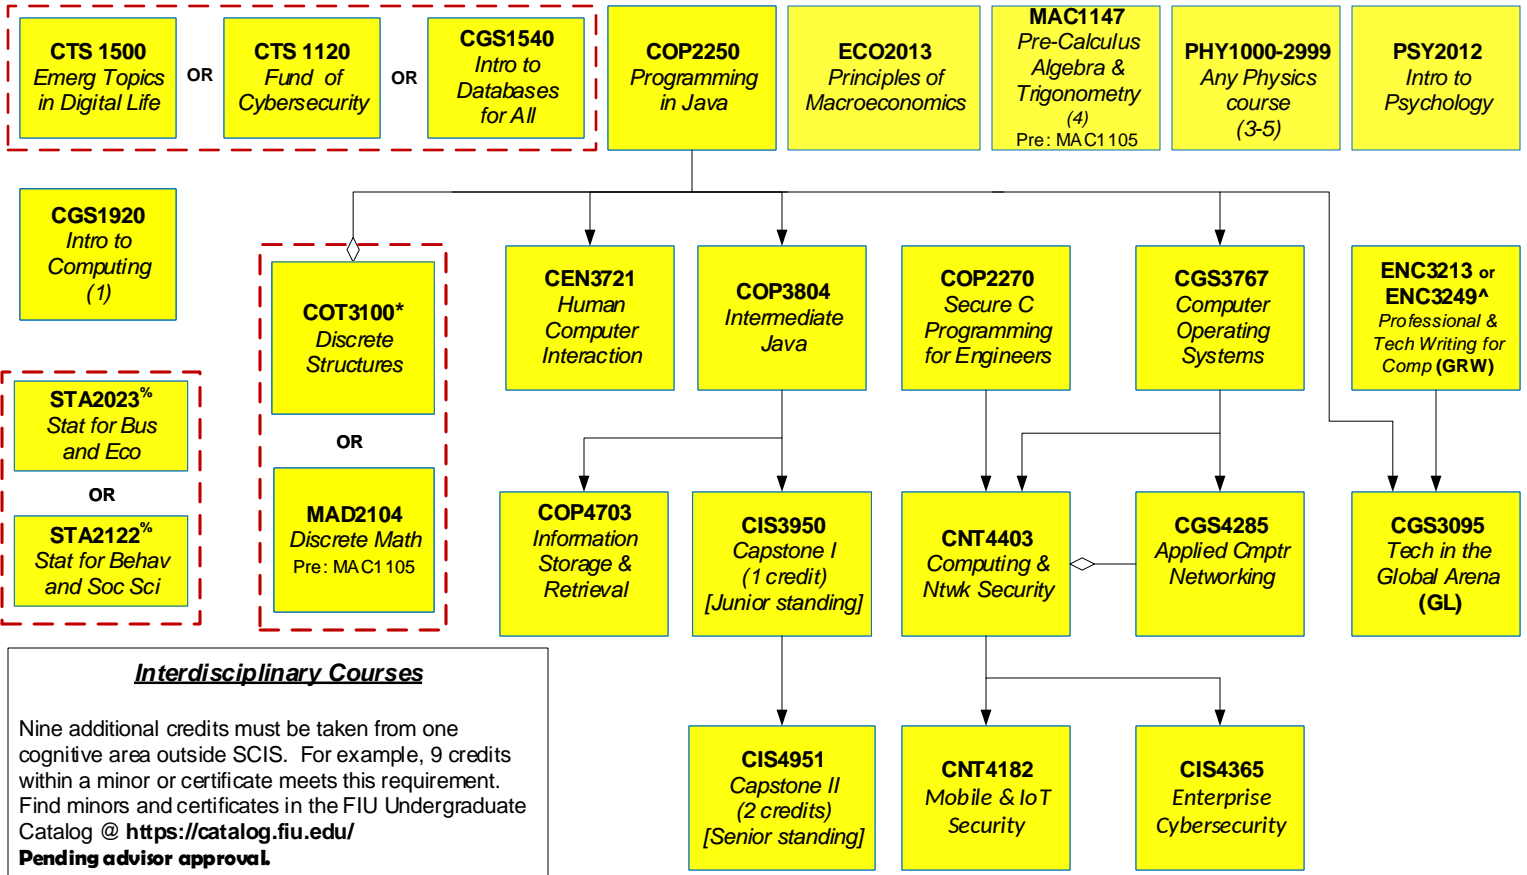 CTS 1500
Emerg Topics
in Digital Life
OR
CTS 1120
Fund of
Cybersecurity
OR
CGS1540
Intro to
Databases
for All
COP2250
Programming
in Java
ECO2013
Principles of
Macroeconomics
MAC1147
Pre-Calculus
Algebra &
Trigonometry
(4)
Pre: MAC1105
PHY1000-2999
Any Physics
course
(3-5)
PSY2012
Intro to
Psychology
CGS1920
Intro to
Computing
(1)
COT3100*
Discrete
Structures
OR
MAD2104
Discrete Math
Pre: MAC1105
CEN3721
Human
Computer
Interaction
COP3804
Intermediate
Java
COP2270
Secure C
Programming
for Engineers
CGS3767
Computer
Operating
Systems
ENC3213 or
ENC3249^
Professional &
Tech Writing for
Comp (GRW)
STA2023%
Stat for Bus
and Eco
OR
STA2122%
Stat for Behav
and Soc Sci
COP4703
Information
Storage &
Retrieval
CIS3950
Capstone I
(1 credit)
[Junior standing]
CNT4403
Computing &
Ntwk Security
CGS4285
Applied Cmptr
Networking
CGS3095
Tech in the
Global Arena
(GL)
Interdisciplinary Courses
Nine additional credits must be taken from one
cognitive area outside SCIS. For example, 9 credits
within a minor or certificate meets this requirement.
Find minors and certificates in the FIU Undergraduate
Catalog @ https://catalog.fiu.edu/
Pending advisor approval.
CIS4951
Capstone II
(2 credits)
[Senior standing]
CNT4182
Mobile & IoT
Security
CIS4365
Enterprise
Cybersecurity